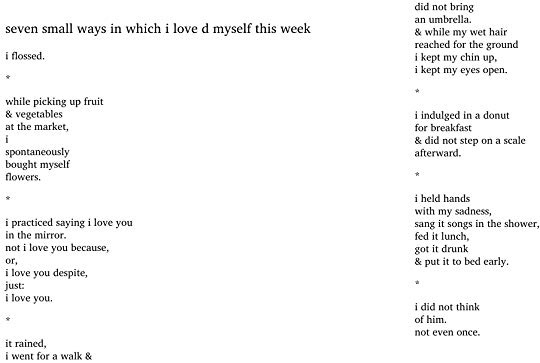 seven small ways in which i love d myself this week
i flossed.
*
while picking up fruit
& vegetables
at the market,
i
spontaneously
bought myself
flowers.
*
i practiced saying i love you
in the mirror.
not i love you because,
or,
i love you despite,
just:
i love you.
*
it rained,
i went for a walk &
did not bring
an umbrella.
& while my wet hair
reached for the ground
i kept my chin up,
i kept my eyes open.
*
i indulged in a donut
for breakfast
& did not step on a scale
afterward.
*
i held hands
with my sadness,
sang it songs in the shower,
fed it lunch,
got it drunk
& put it to bed early.
*
i did not think
of him.
not even once.